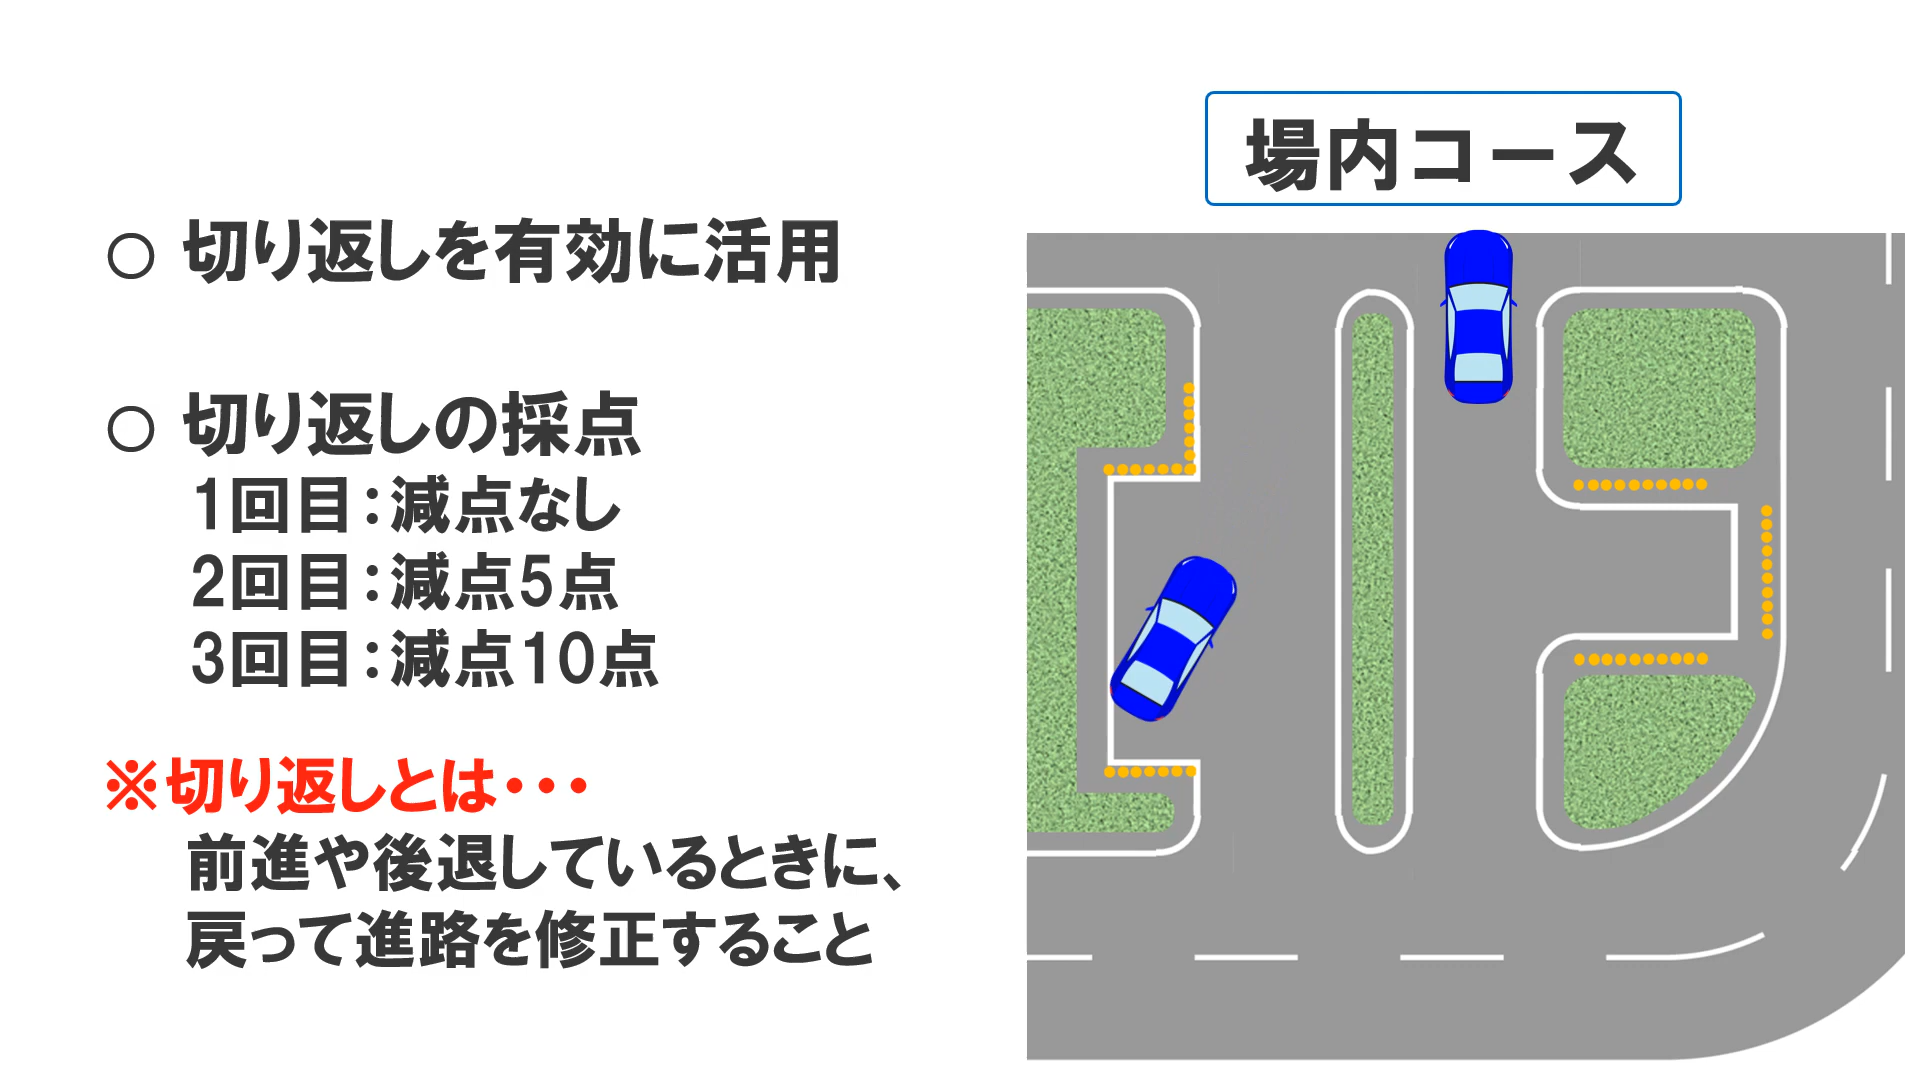 場内コース
○ 切り返しを有効に活用
○ 切り返しの採点
1回目：減点なし
2回目：減点5点
3回目：減点10点
※切り返しとは・・・
前進や後退しているときに、
戻って進路を修正すること